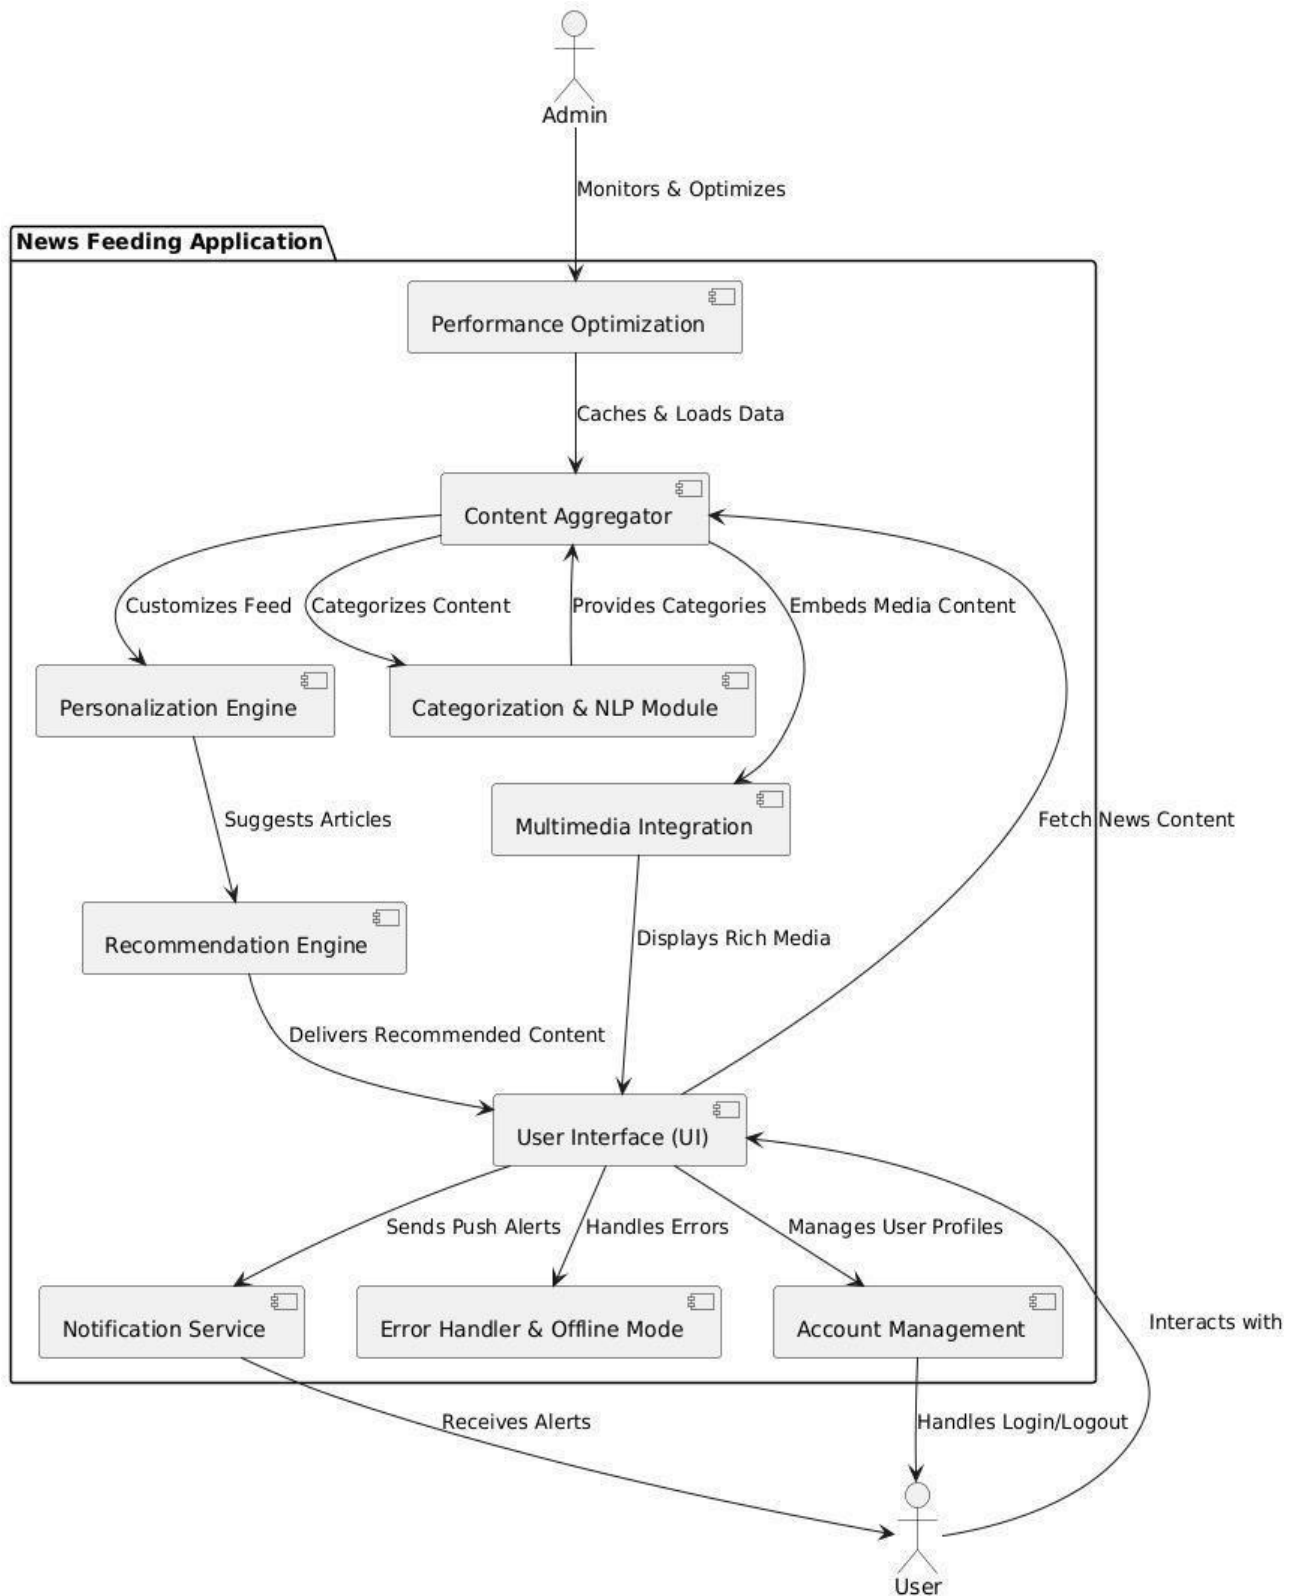 Admin
Monitors & Optimizes
News Feeding Application
Performance Optimization
Caches & Loads Data
Content Aggregator
Customizes Feed
Categorizes Content
Provides Categories
Embeds Media Content
Personalization Engine
Categorization & NLP Module
Suggests Articles
Multimedia Integration
Fetch News Content
Recommendation Engine
Displays Rich Media
Delivers Recommended Content
User Interface (UI)
Sends Push Alerts
Handles Errors
Manages User Profiles
Notification Service
Error Handler & Offline Mode
Account Management
Interacts with
Receives Alerts
Handles Login/Logout
User